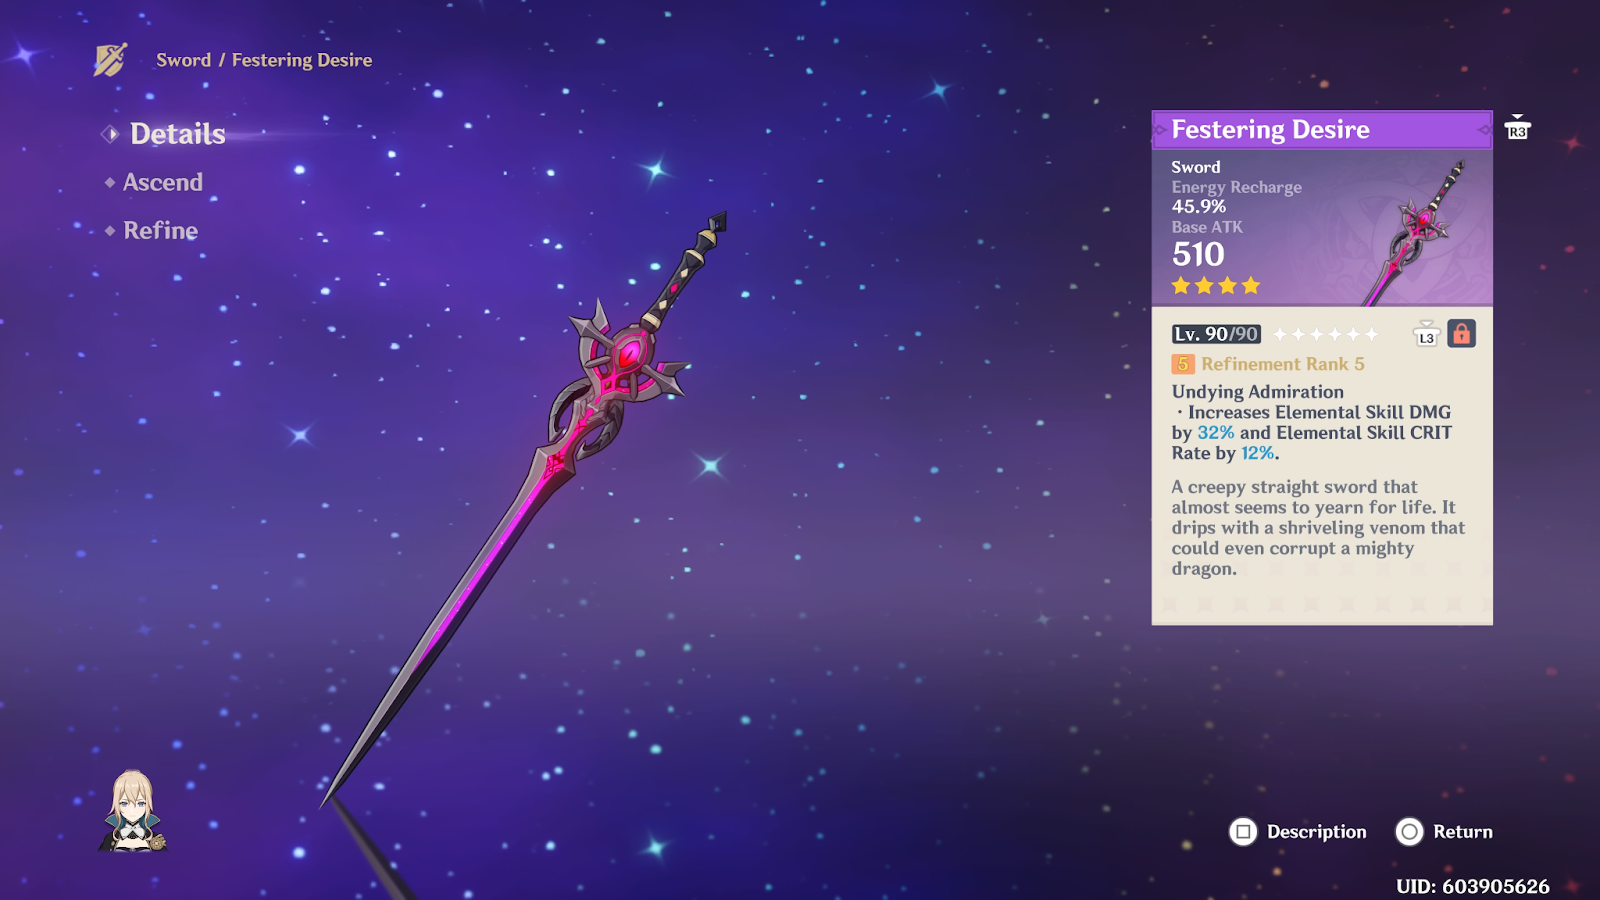 Sword / Festering Desire
Details
Ascend
Refine
Festering Desire
R3
Sword
Energy Recharge
45.9%
Base ATK
510
Lv. 90/90
L3
5 Refinement Rank 5
Undying Admiration
· Increases Elemental Skill DMG
by 32% and Elemental Skill CRIT
Rate by 12%.
A creepy straight sword that
almost seems to yearn for life. It
drips with a shriveling venom that
could even corrupt a mighty
dragon.
Description
Return
UID: 603905626